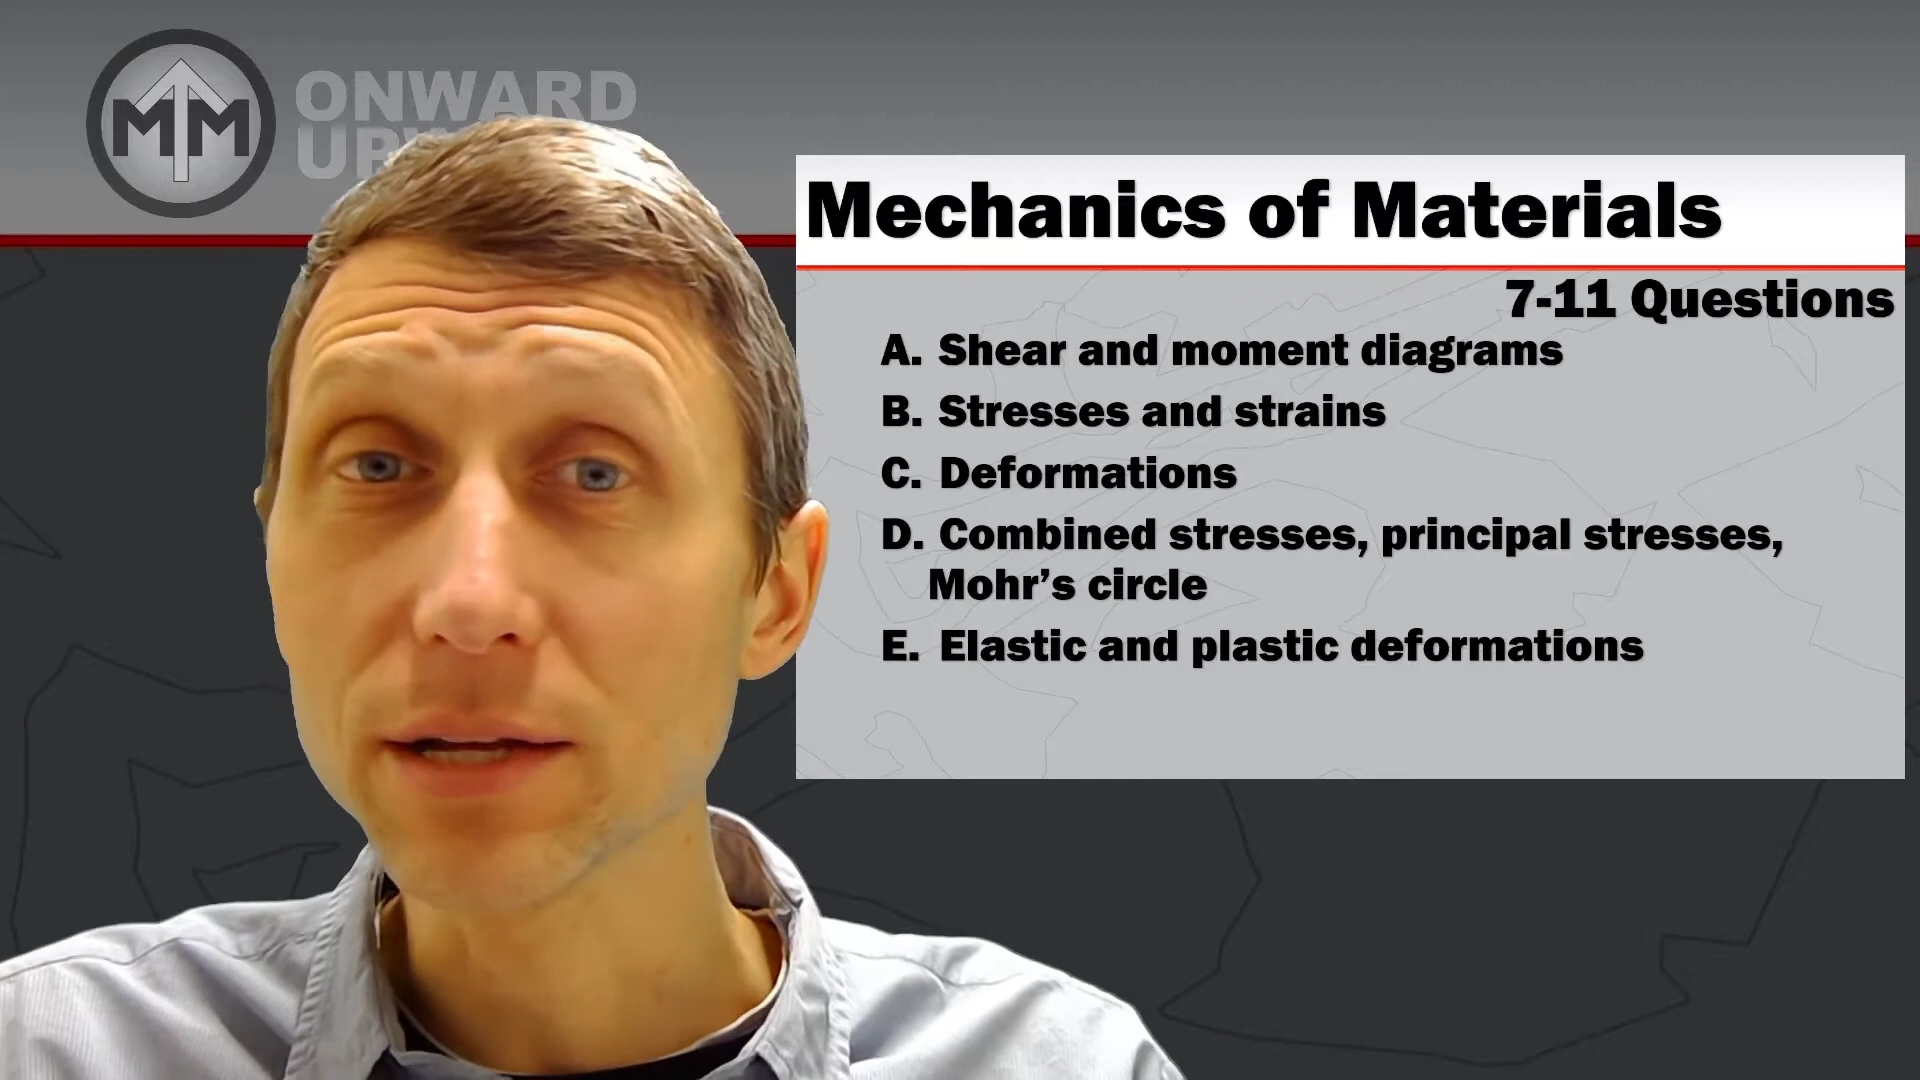 MM
ONWARD
Mechanics of Materials
7-11 Questions
A. Shear and moment diagrams
B. Stresses and strains
C. Deformations
D. Combined stresses, principal stresses,
Mohr’s circle
E. Elastic and plastic deformations